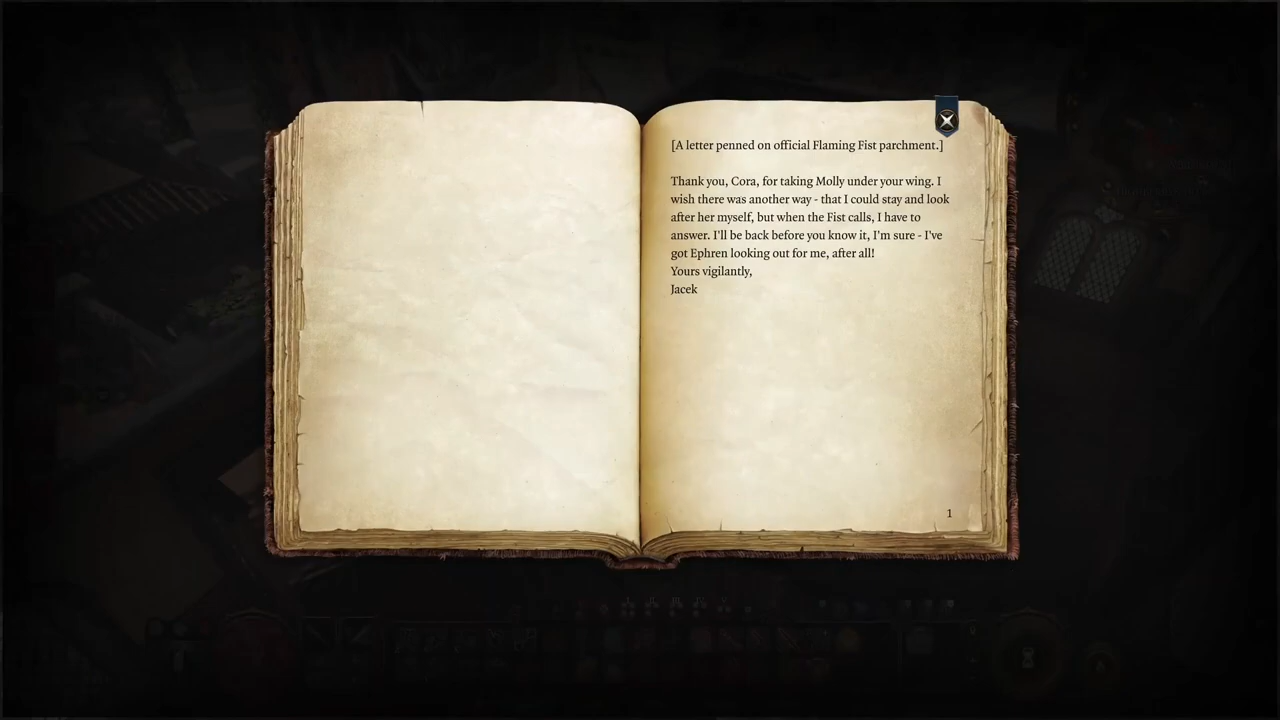 [A letter penned on official Flaming Fist parchment.]
Thank you, Cora, for taking Molly under your wing. I
wish there was another way - that I could stay and look
after her myself, but when the Fist calls, I have to
answer. I'll be back before you know it, I'm sure - I've
got Ephren looking out for me, after all!
Yours vigilantly,
Jacek
1